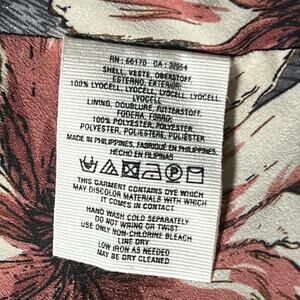 RN: 66170 CA: 32054
SHELL, VESTE, OBERSTOFF,
ESTERNO, EXTERIOR:
100% LYOCELL, LYOCELL, LYOCELL, LYOCELL,
LYOCELL
LINING, DOUBLURE, FUTTERSTOFF,
FODERA, FORRO:
100% POLYESTER, POLYESTER,
POLYESTER, POLIESTERE, POLIESTER
MADE IN PHILIPPINES, FABRIQUÉ EN PHILIPPINES
HECHO EN FILIPINAS
THIS GARMENT CONTAINS DYE WHICH
MAY DISCOLOR MATERIALS WITH WHICH
IT COMES IN CONTACT
HAND WASH COLD SEPARATELY
DO NOT WRING OR TWIST
USE ONLY NON-CHLORINE BLEACH
LINE DRY
LOW IRON AS NEEDED
MAY BE DRY CLEANED